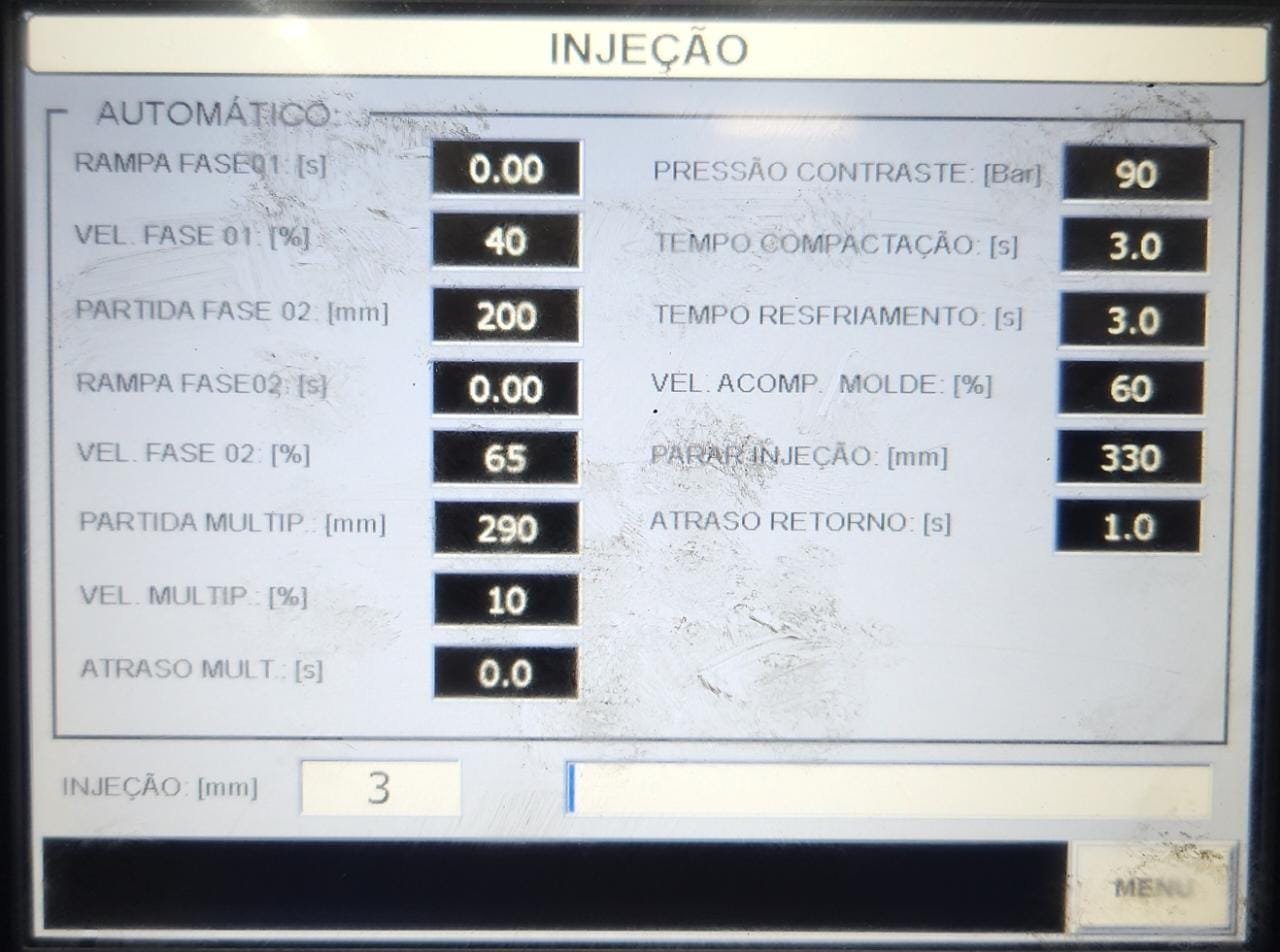 INJEÇÃO
AUTOMÁTICO:
RAMPA FASE01: [s] 0.00
VEL. FASE 01: [%] 40
PARTIDA FASE 02: [mm] 200
RAMPA FASE02: [s] 0.00
VEL. FASE 02: [%] 65
PARTIDA MULTIP.: [mm] 290
VEL. MULTIP.: [%] 10
ATRASO MULT.: [s] 0.0
PRESSÃO CONTRASTE: [Bar] 90
TEMPO COMPACTAÇÃO: [s] 3.0
TEMPO RESFRIAMENTO: [s] 3.0
VEL. ACOMP. MOLDE: [%] 60
PARAR INJEÇÃO: [mm] 330
ATRASO RETORNO: [s] 1.0
INJEÇÃO: [mm] 3
MENU